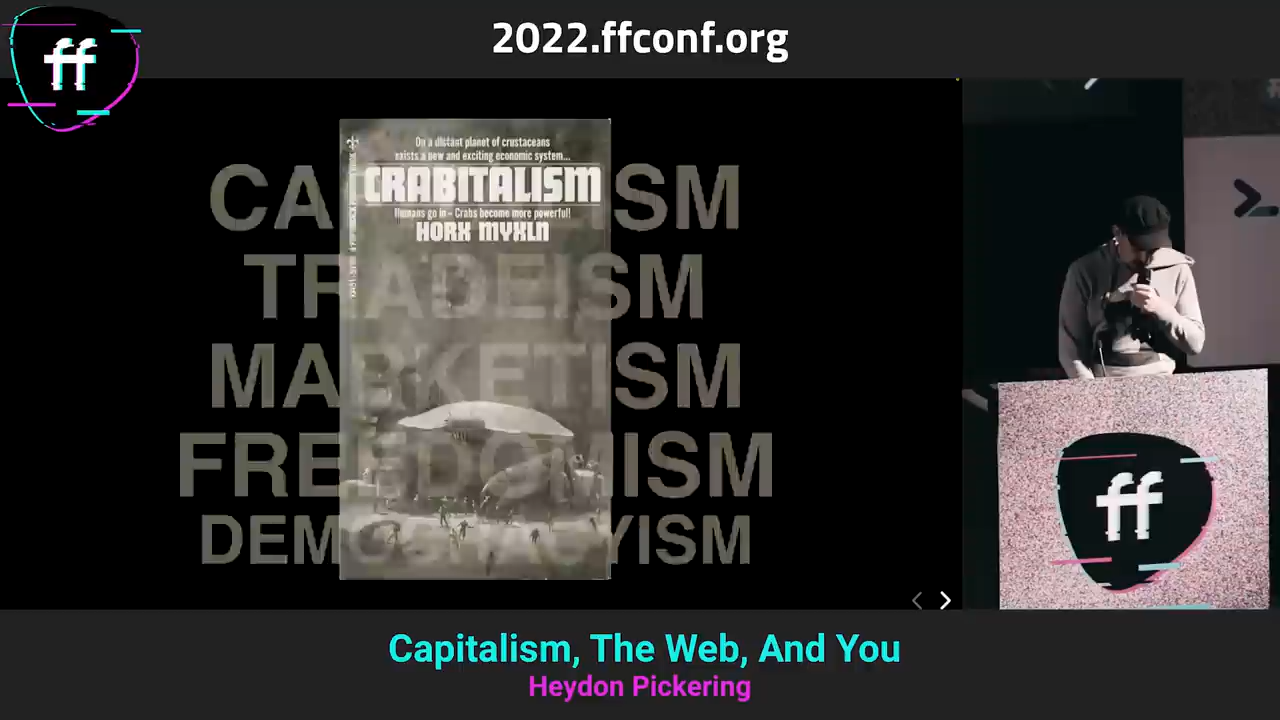 2022.ffconf.org
ff
On a distant planet of crustaceans
exists a new and exciting economic system...
CRABITALISM
Humans go in - Crabs become more powerful!
HORX MYXLN
TRADEISM
MARKETISM
FREEDOMISM
ff
Capitalism, The Web, And You
Heydon Pickering